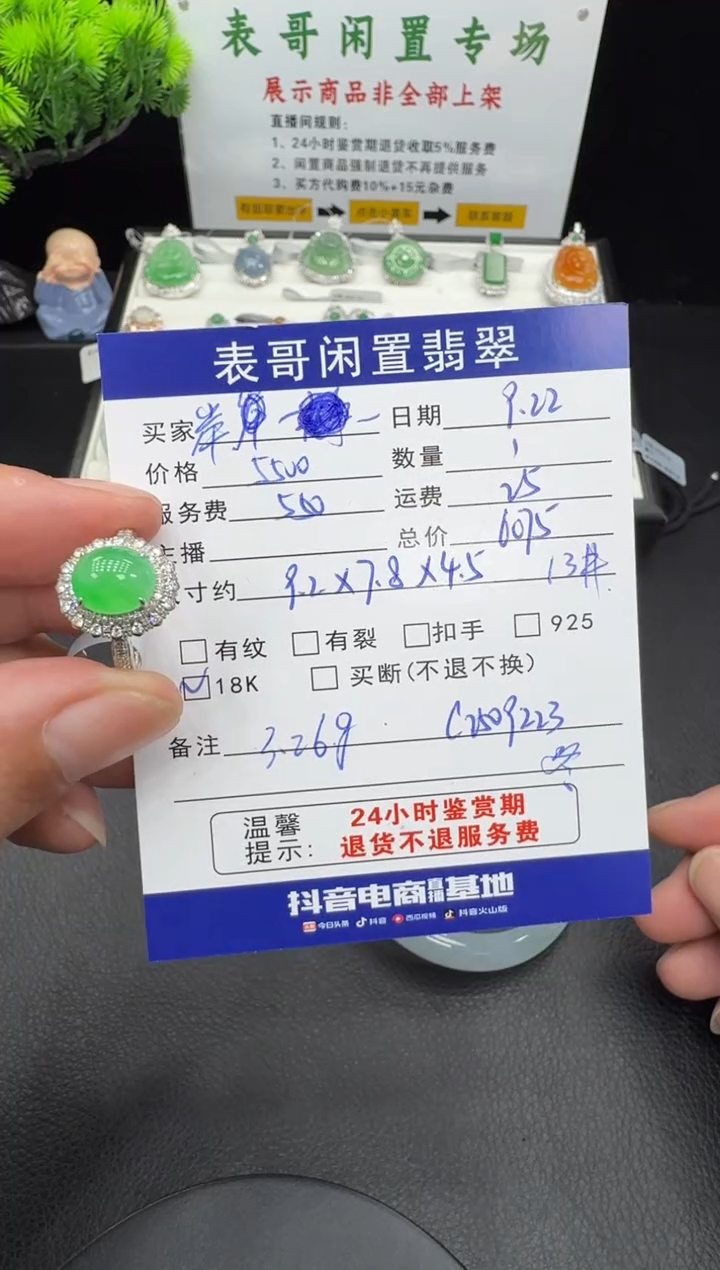 表哥闲置专场
展示商品非全部上架
直播间规则：
1、24小时鉴赏期退货收取5%服务费
2、闲置商品强制退货不再提供服务
3、买方代购费10%+15元杂费
表哥闲置翡翠
买家 日期 9.22
价格 5500 数量 1
服务费 550 运费 25
主播 总价 6075
寸约 9.2×7.8×4.5 13#
有纹 有裂 扣手 925
18K 买断(不退不换)
备注 3.26g C2509223
温馨提示: 24小时鉴赏期
退货不退服务费
抖音电商直播基地
今日头条 抖音 西瓜视频 抖音火山版